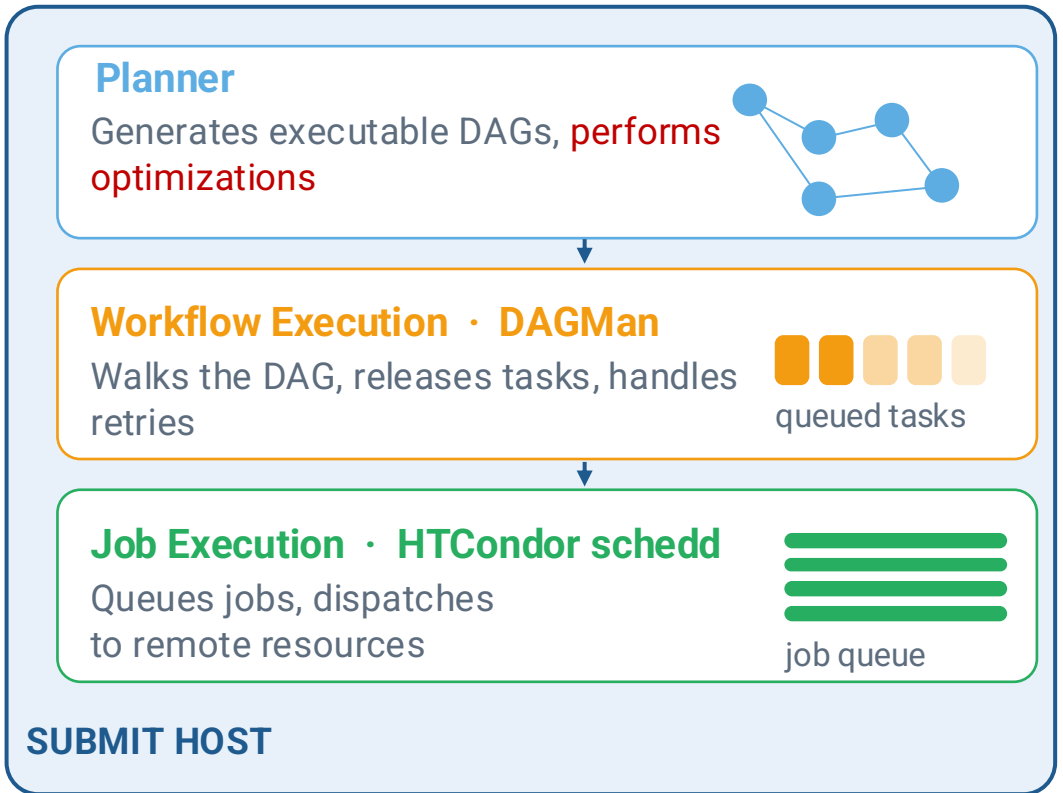 Planner
Generates executable DAGs, performs
optimizations
Workflow Execution · DAGMan
Walks the DAG, releases tasks, handles
retries
queued tasks
Job Execution · HTCondor schedd
Queues jobs, dispatches
to remote resources
job queue
SUBMIT HOST